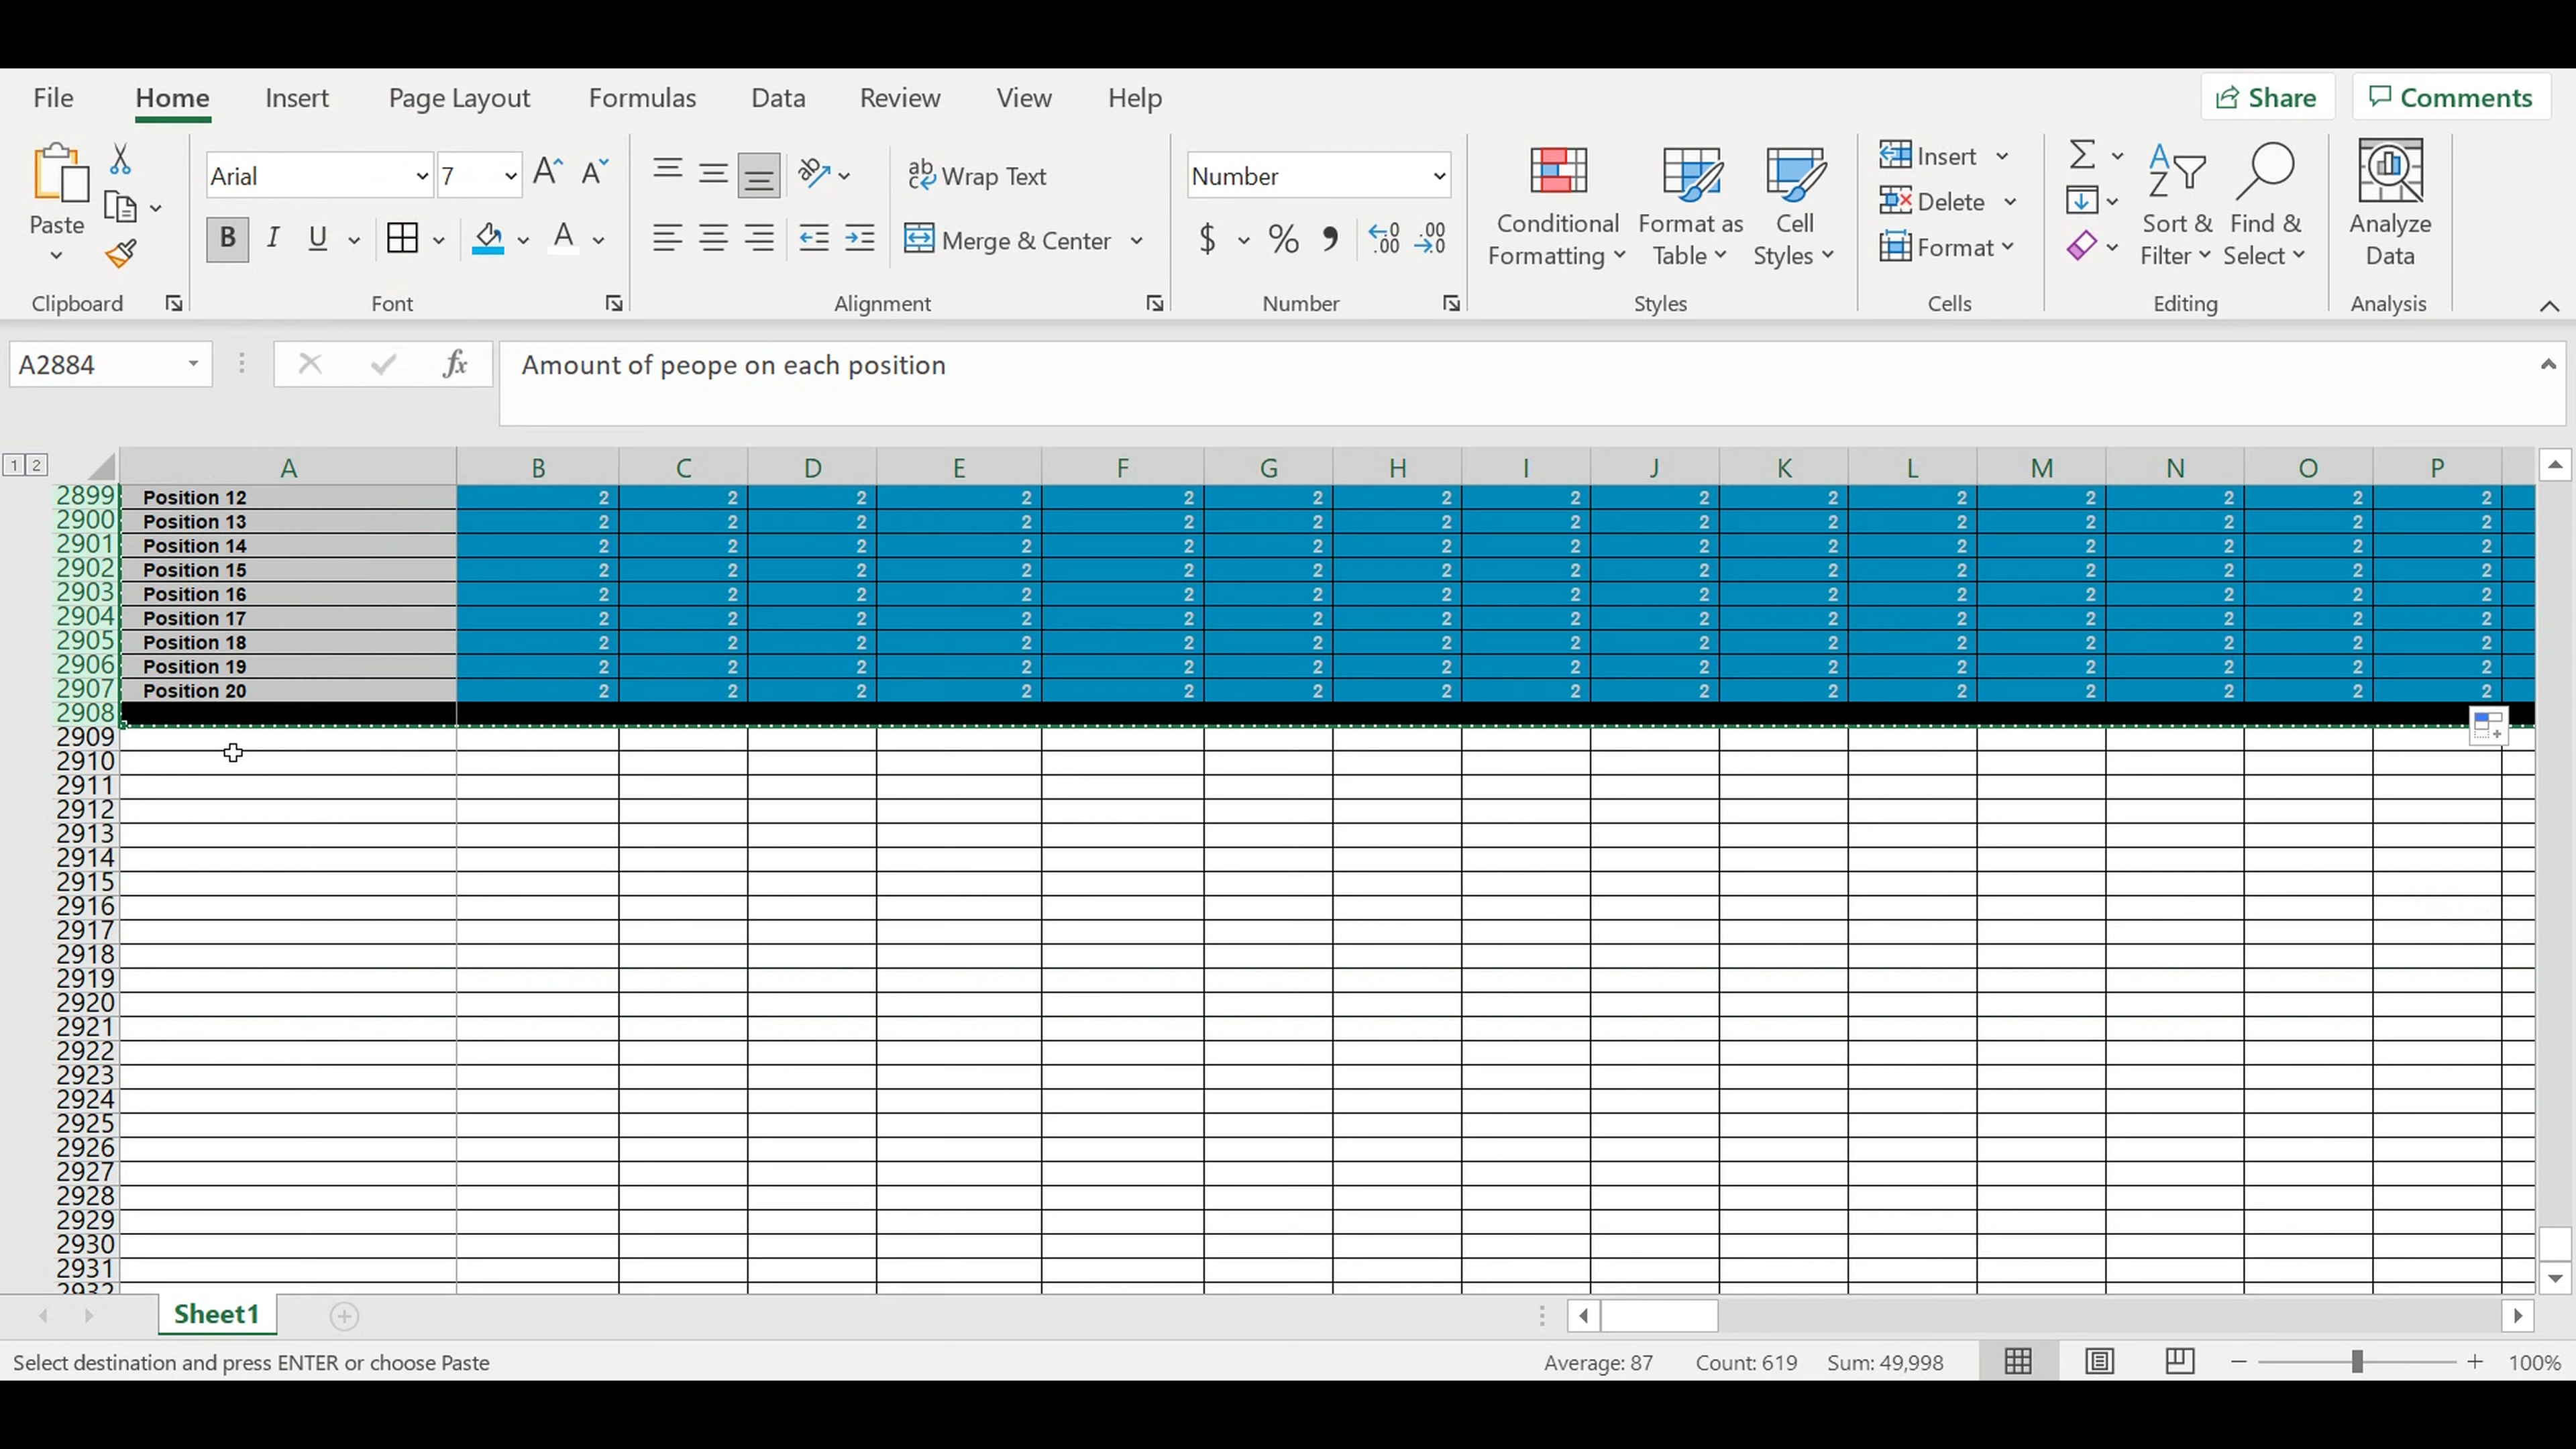 File Home Insert Page Layout Formulas Data Review View Help Share Comments
Arial 7 ab Wrap Text Number Insert
Paste Conditional Format as Cell Delete Sort & Find & Analyze
B I U A Merge & Center $ % , Formatting Table Styles Format Filter Select Data
Clipboard Font Alignment Number Styles Cells Editing Analysis
A2884 fx Amount of peope on each position
1 2 A B C D E F G H I J K L M N O P
2899 Position 12 2 2 2 2 2 2 2 2 2 2 2 2 2 2 2
2900 Position 13 2 2 2 2 2 2 2 2 2 2 2 2 2 2 2
2901 Position 14 2 2 2 2 2 2 2 2 2 2 2 2 2 2 2
2902 Position 15 2 2 2 2 2 2 2 2 2 2 2 2 2 2 2
2903 Position 16 2 2 2 2 2 2 2 2 2 2 2 2 2 2 2
2904 Position 17 2 2 2 2 2 2 2 2 2 2 2 2 2 2 2
2905 Position 18 2 2 2 2 2 2 2 2 2 2 2 2 2 2 2
2906 Position 19 2 2 2 2 2 2 2 2 2 2 2 2 2 2 2
2907 Position 20 2 2 2 2 2 2 2 2 2 2 2 2 2 2 2
2908
2909
2910
2911
2912
2913
2914
2915
2916
2917
2918
2919
2920
2921
2922
2923
2924
2925
2926
2927
2928
2929
2930
2931
2932
Sheet1
Select destination and press ENTER or choose Paste Average: 87 Count: 619 Sum: 49,998 100%